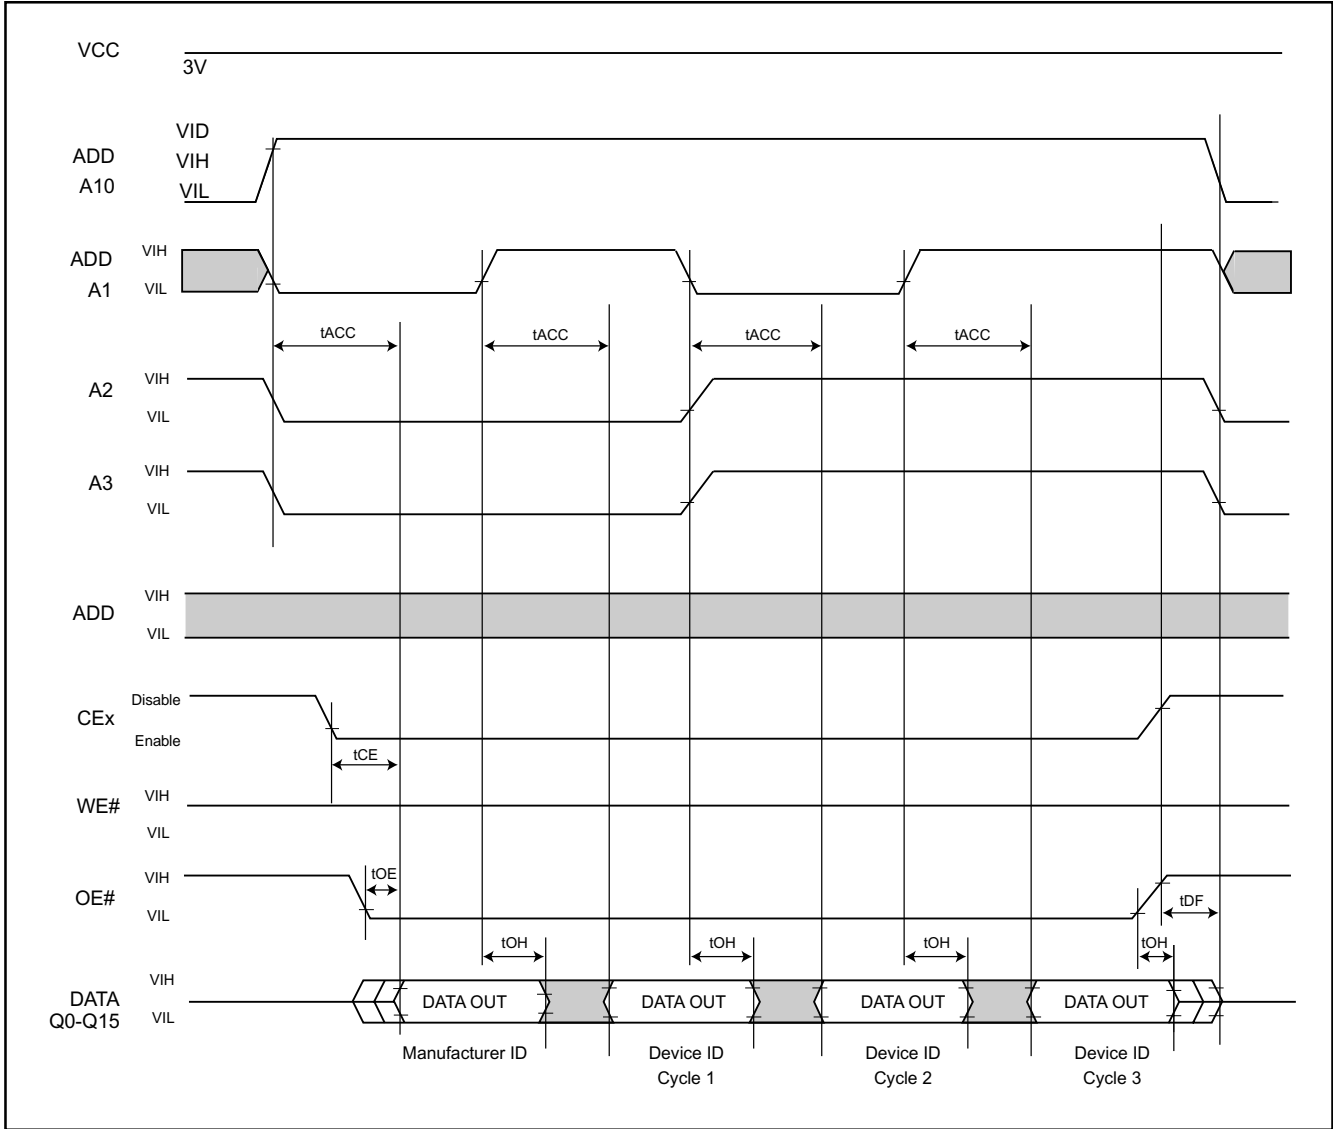 VCC
3V
VID
ADD
VIH
A10
VIL
ADD
VIH
A1
VIL
tACC
tACC
tACC
tACC
A2
VIH
VIL
A3
VIH
VIL
ADD
VIH
VIL
CEx
Disable
Enable
tCE
WE#
VIH
VIL
OE#
VIH
VIL
tOE
tDF
tOH
tOH
tOH
tOH
DATA
Q0-Q15
VIH
VIL
DATA OUT
DATA OUT
DATA OUT
DATA OUT
Manufacturer ID
Device ID
Cycle 1
Device ID
Cycle 2
Device ID
Cycle 3